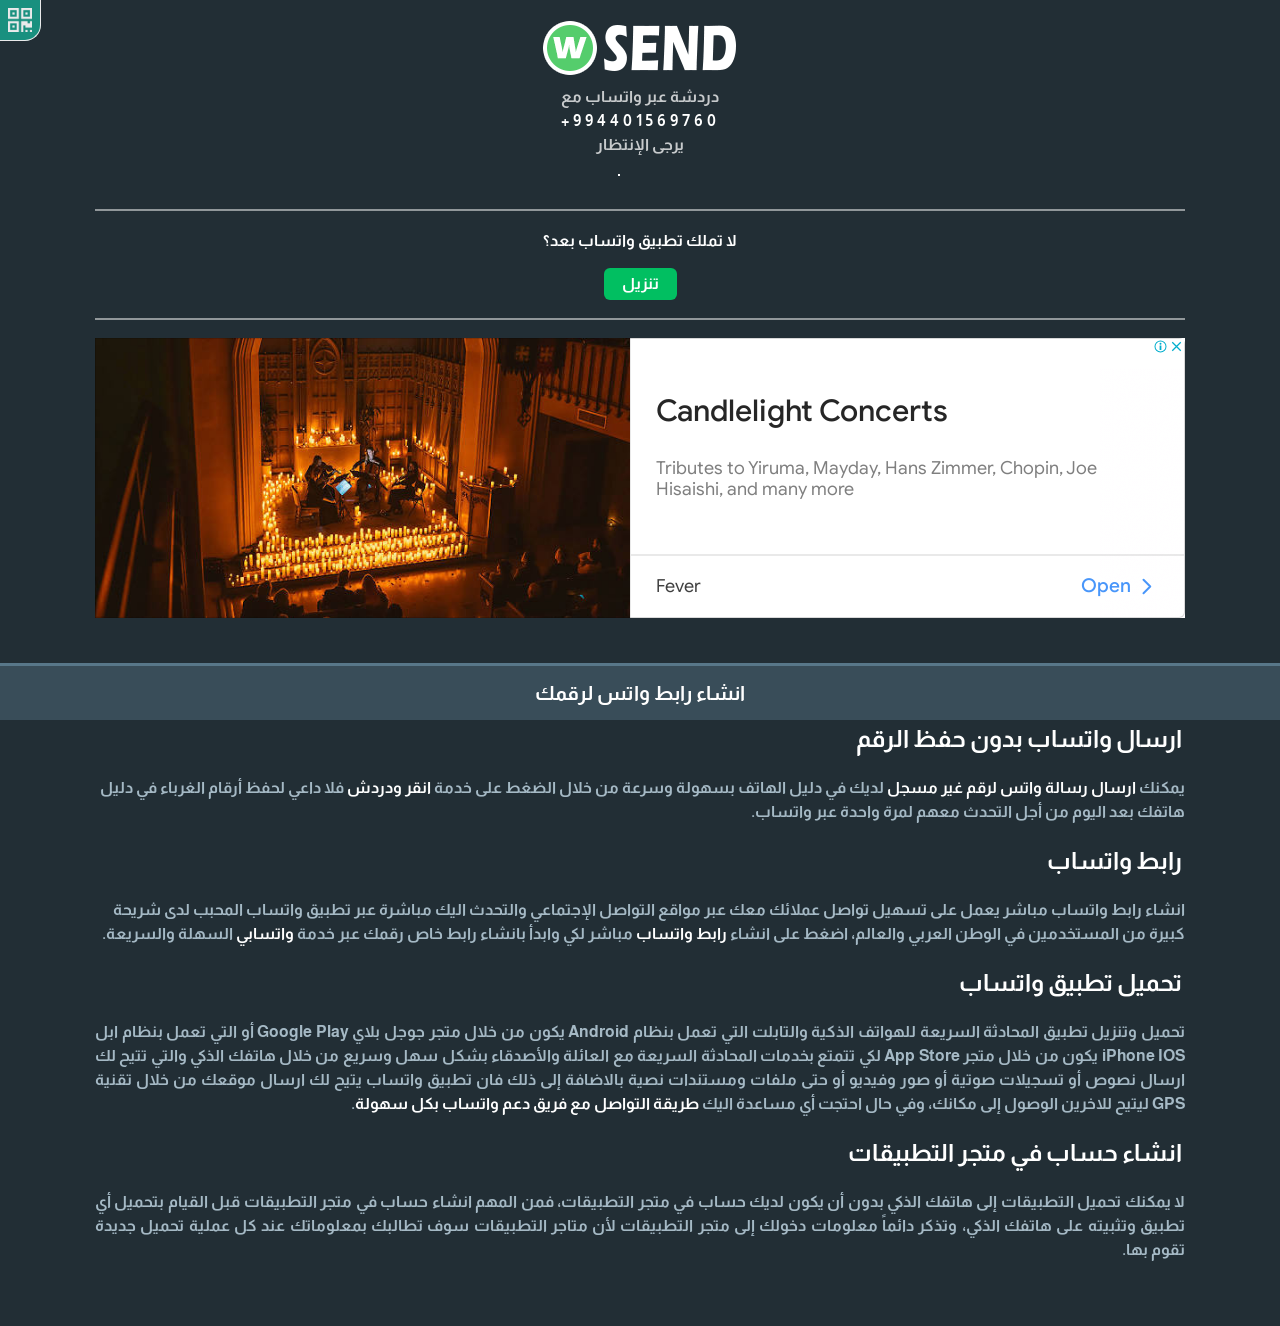 W SEND
دردشة عبر واتساب مع
+994401569760
يرجى الإنتظار
.
لا تملك تطبيق واتساب بعد؟
تنزيل
Candlelight Concerts
Tributes to Yiruma, Mayday, Hans Zimmer, Chopin, Joe
Hisaishi, and many more
Fever
Open
انشاء رابط واتس لرقمك
ارسال واتساب بدون حفظ الرقم
يمكنك ارسال رسالة واتس لرقم غير مسجل لديك في دليل الهاتف بسهولة وسرعة من خلال الضغط على خدمة انقر ودردش فلا داعي لحفظ أرقام الغرباء في دليل
هاتفك بعد اليوم من أجل التحدث معهم لمرة واحدة عبر واتساب.
رابط واتساب
انشاء رابط واتساب مباشر يعمل على تسهيل تواصل عملائك معك عبر مواقع التواصل الإجتماعي والتحدث اليك مباشرة عبر تطبيق واتساب المحبب لدى شريحة
كبيرة من المستخدمين في الوطن العربي والعالم، اضغط على انشاء رابط واتساب مباشر لكي وابدأ بانشاء رابط خاص رقمك عبر خدمة واتسابي السهلة والسريعة.
تحميل تطبيق واتساب
تحميل وتنزيل تطبيق المحادثة السريعة للهواتف الذكية والتابلت التي تعمل بنظام Android يكون من خلال متجر جوجل بلاي Google Play أو التي تعمل بنظام ابل
iPhone IOS يكون من خلال متجر App Store لكي تتمتع بخدمات المحادثة السريعة مع العائلة والأصدقاء بشكل سهل وسريع من خلال هاتفك الذكي والتي تتيح لك
ارسال نصوص أو تسجيلات صوتية أو صور وفيديو أو حتى ملفات ومستندات نصية بالاضافة إلى ذلك فان تطبيق واتساب يتيح لك ارسال موقعك من خلال تقنية
GPS ليتيح للاخرين الوصول إلى مكانك، وفي حال احتجت أي مساعدة اليك طريقة التواصل مع فريق دعم واتساب بكل سهولة.
انشاء حساب في متجر التطبيقات
لا يمكنك تحميل التطبيقات إلى هاتفك الذكي بدون أن يكون لديك حساب في متجر التطبيقات، فمن المهم انشاء حساب في متجر التطبيقات قبل القيام بتحميل أي
تطبيق وتثبيته على هاتفك الذكي، وتذكر دائماً معلومات دخولك إلى متجر التطبيقات لأن متاجر التطبيقات سوف تطالبك بمعلوماتك عند كل عملية تحميل جديدة
تقوم بها.